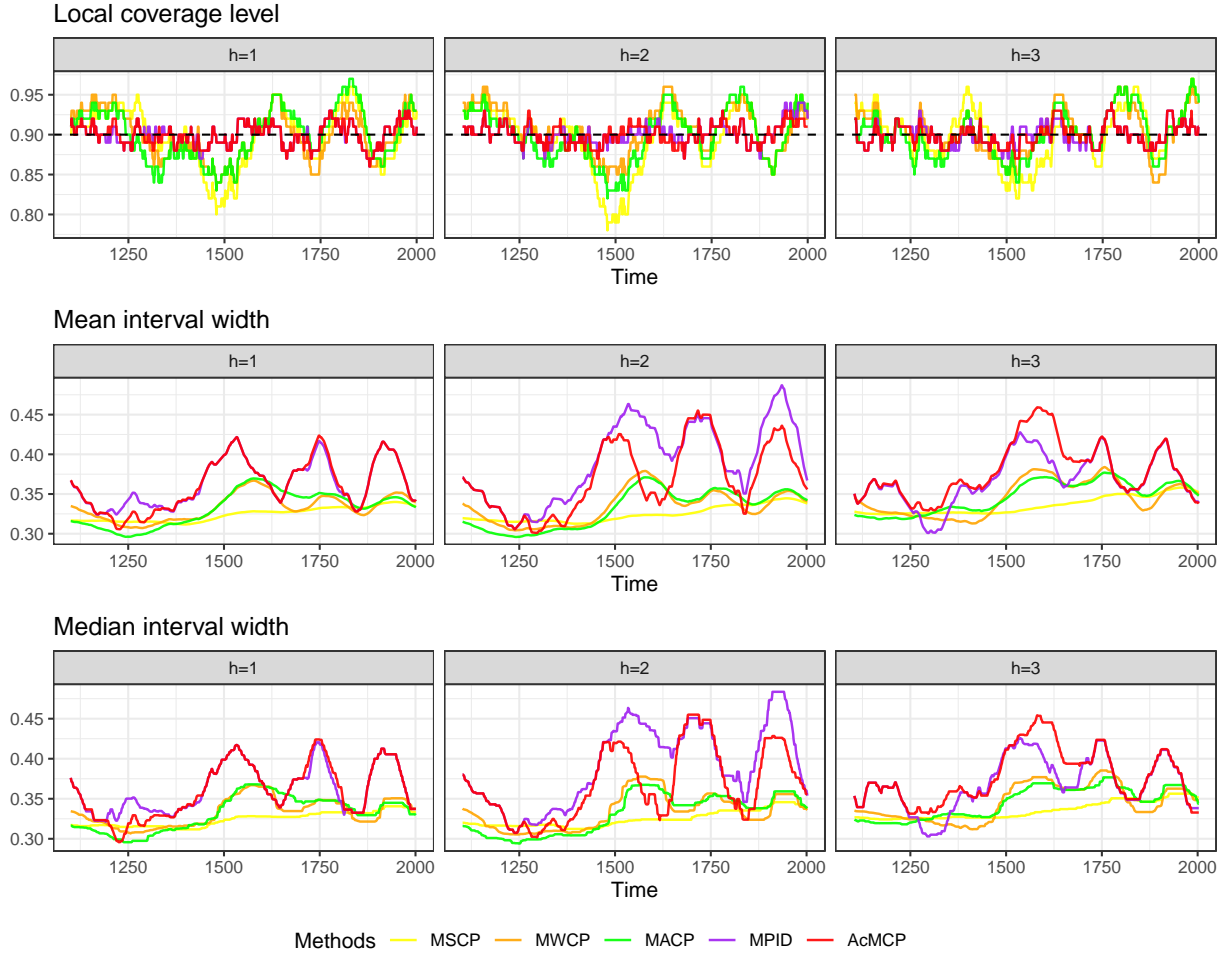 Local coverage level
h=1 h=2 h=3
0.95
0.90
0.85
0.80
1250 1500 1750 2000 1250 1500 1750 2000 1250 1500 1750 2000
Time
Mean interval width
h=1 h=2 h=3
0.45
0.40
0.35
0.30
1250 1500 1750 2000 1250 1500 1750 2000 1250 1500 1750 2000
Time
Median interval width
h=1 h=2 h=3
0.45
0.40
0.35
0.30
1250 1500 1750 2000 1250 1500 1750 2000 1250 1500 1750 2000
Time
Methods MSCP MWCP MACP MPID AcMCP